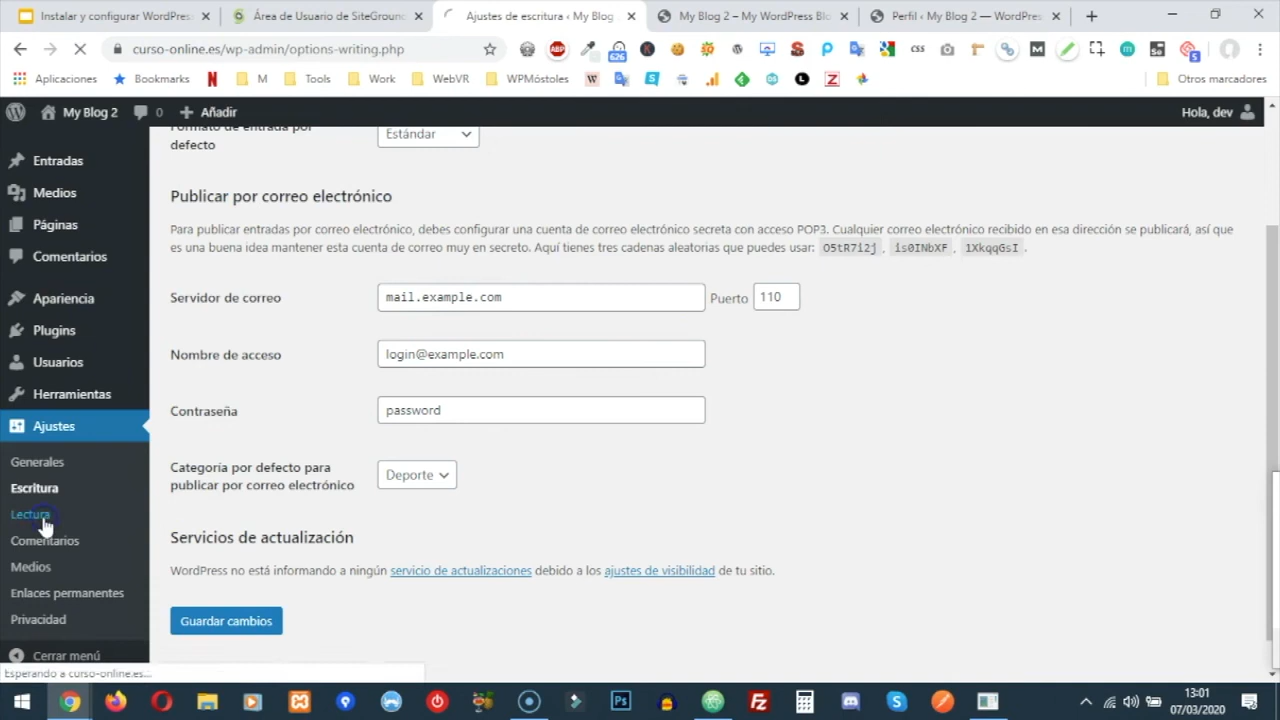 Instalar y configurar WordPres
Área de Usuario de SiteGround
Ajustes de escritura ‹ My Blog
My Blog 2 – My WordPress Blo
Perfil ‹ My Blog 2 — WordPress
curso-online.es/wp-admin/options-writing.php
626
5
Aplicaciones
Bookmarks
M
Tools
Work
WebVR
WPMóstoles
Otros marcadores
My Blog 2
0
Añadir
Hola, dev
Entradas
Medios
Páginas
Comentarios
Apariencia
Plugins
Usuarios
Herramientas
Ajustes
Generales
Escritura
Lectura
Comentarios
Medios
Enlaces permanentes
Privacidad
Cerrar menú
Formato de entrada por
defecto
Estándar
Publicar por correo electrónico
Para publicar entradas por correo electrónico, debes configurar una cuenta de correo electrónico secreta con acceso POP3. Cualquier correo electrónico recibido en esa dirección se publicará, así que
es una buena idea mantener esta cuenta de correo muy en secreto. Aquí tienes tres cadenas aleatorias que puedes usar: O5tR7i2j , is0INbXF , 1XkqqGsI .
Servidor de correo
mail.example.com
Puerto
110
Nombre de acceso
login@example.com
Contraseña
password
Categoría por defecto para
publicar por correo electrónico
Deporte
Servicios de actualización
WordPress no está informando a ningún servicio de actualizaciones debido a los ajustes de visibilidad de tu sitio.
Guardar cambios
Esperando a curso-online.es...
13:01
07/03/2020